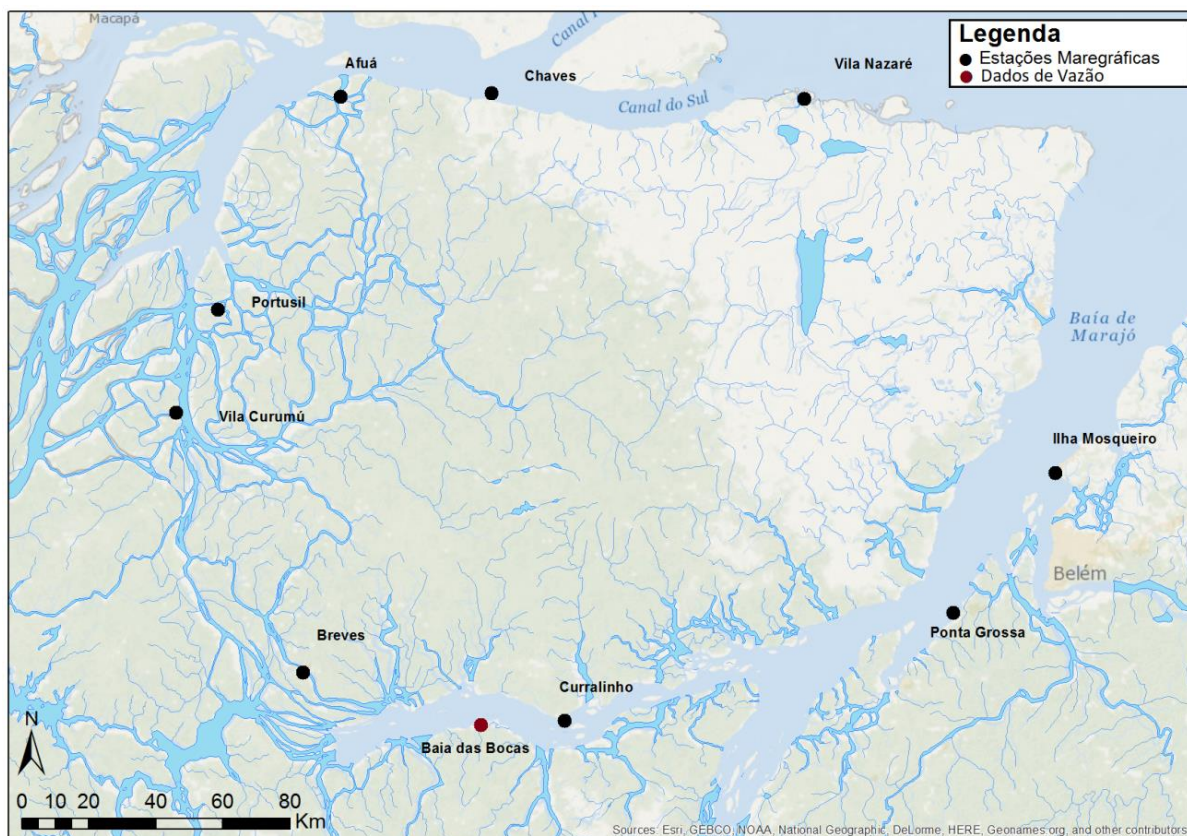 Macapá
Canal
Legenda
Estações Maregráficas
Dados de Vazão
Afuá
Chaves
Vila Nazaré
Canal do Sul
Portusil
Baía de
Marajó
Vila Curumú
Ilha Mosqueiro
Belém
Ponta Grossa
Breves
Curralinho
Baia das Bocas
N
0 10 20 40 60 80
Km
Sources: Esri, GEBCO, NOAA, National Geographic, DeLorme, HERE, Geonames.org, and other contributors